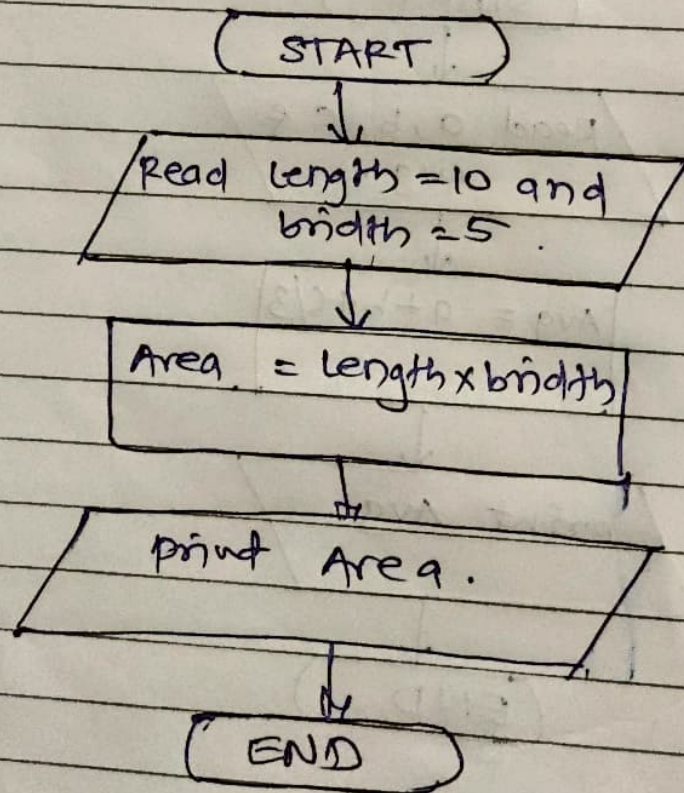 START
Read length = 10 and
bridth = 5.
Area = length x bridth
print Area.
END